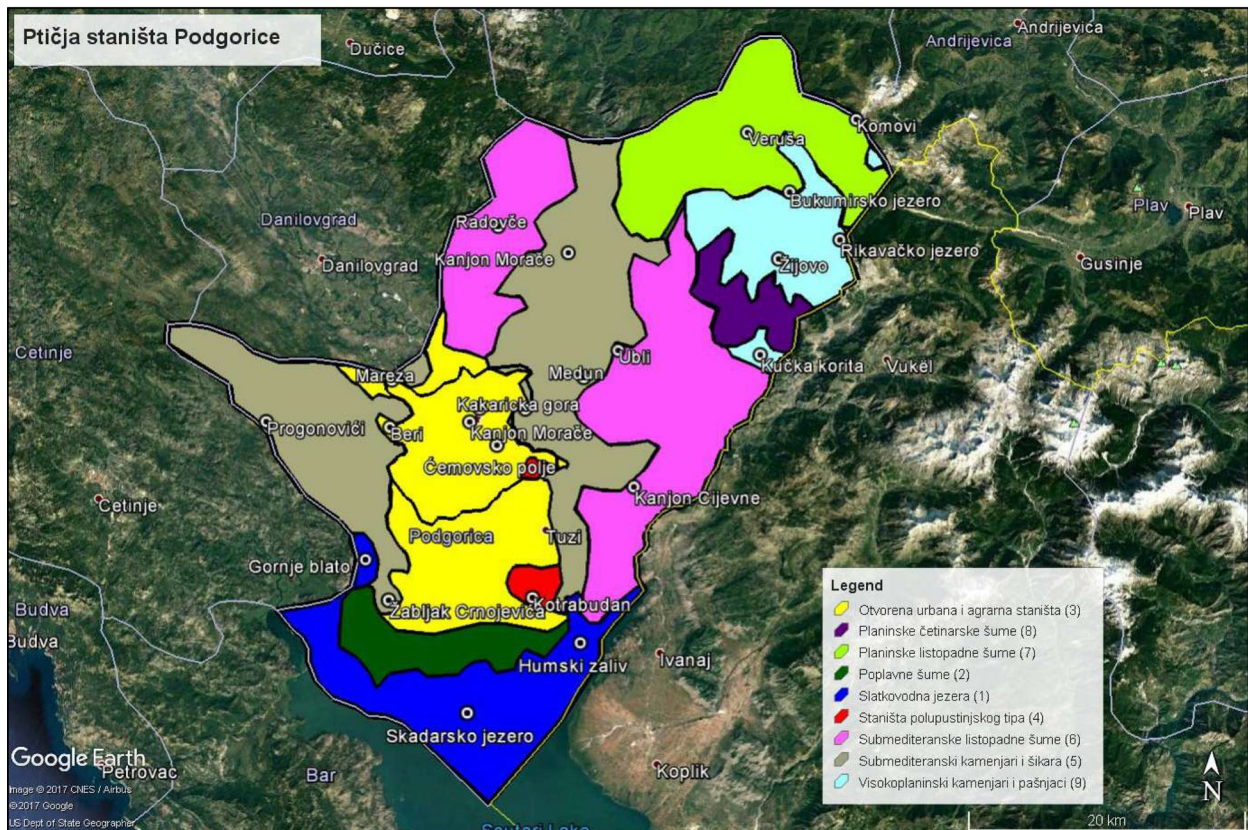 Ptičja staništa Podgorice
Dučice
Andrijevica
Andrijevica
Komovi
Veruša
Bukumirsko jezero
Plav
Plav
Radovče
Danilovgrad
Kanjon Morače
Rikavačko jezero
Danilovgrad
Žijovo
Gusinje
Cetinje
Ubli
Kučka korita
Vukël
Mareza
Medun
Kakaricka gora
Progonovići
Beri
Kanjon Morače
Ćemovsko polje
Cetinje
Kanjon Cijevne
Podgorica
Tuzi
Gornje blato
Budva
Žabljak Crnojevića
Kotrabudan
Budva
Humski zaliv
Ivanaj
Skadarsko jezero
Petrovac
Bar
Koplik
Legend
Otvorena urbana i agrarna staništa (3)
Planinske četinarske šume (8)
Planinske listopadne šume (7)
Poplavne šume (2)
Slatkovodna jezera (1)
Staništa polupustinjskog tipa (4)
Submediteranske listopadne šume (6)
Submediteranski kamenjari i šikara (5)
Visokoplaninski kamenjari i pašnjaci (9)
Google Earth
Image © 2017 CNES / Airbus
©2017 Google
US Dept of State Geographer
N
20 km